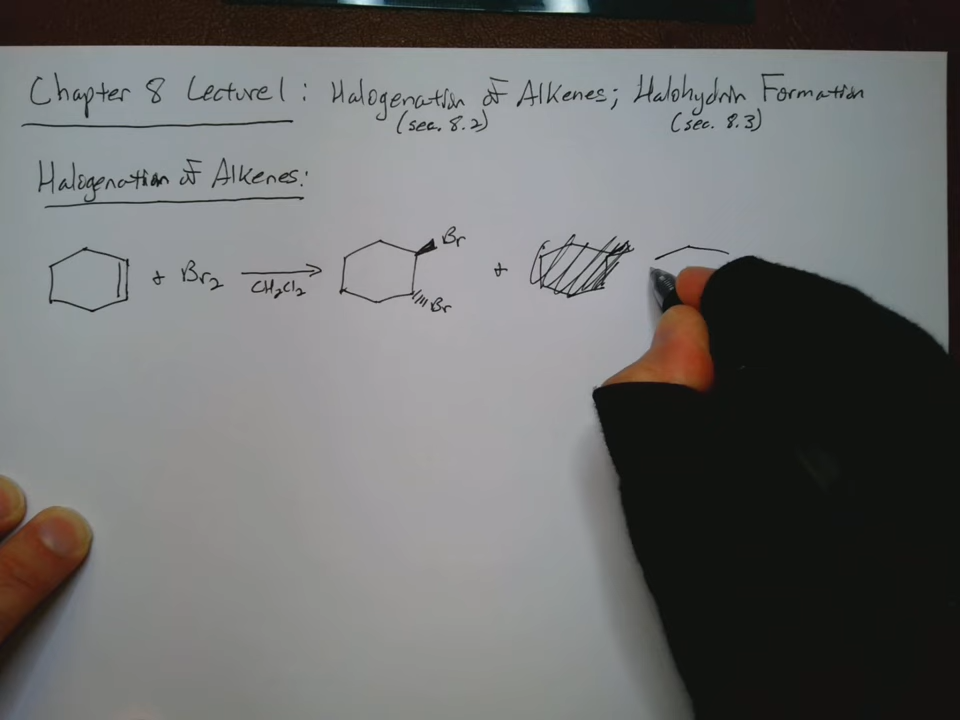 Chapter 8 Lecture 1: Halogenation of Alkenes; Halohydrin Formation
(sec. 8.2) (sec. 8.3)
Halogenation of Alkenes:
+ Br₂ CH₂Cl₂ Br Br +